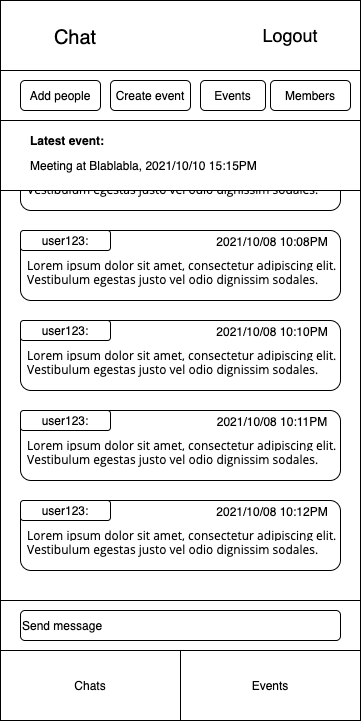 Chat Logout
Add people Create event Events Members
Latest event:
Meeting at Blablabla, 2021/10/10 15:15PM
Vestibulum egestas justo vel odio dignissim sodales.
user123: 2021/10/08 10:08PM
Lorem ipsum dolor sit amet, consectetur adipiscing elit.
Vestibulum egestas justo vel odio dignissim sodales.
user123: 2021/10/08 10:10PM
Lorem ipsum dolor sit amet, consectetur adipiscing elit.
Vestibulum egestas justo vel odio dignissim sodales.
user123: 2021/10/08 10:11PM
Lorem ipsum dolor sit amet, consectetur adipiscing elit.
Vestibulum egestas justo vel odio dignissim sodales.
user123: 2021/10/08 10:12PM
Lorem ipsum dolor sit amet, consectetur adipiscing elit.
Vestibulum egestas justo vel odio dignissim sodales.
Send message
Chats Events